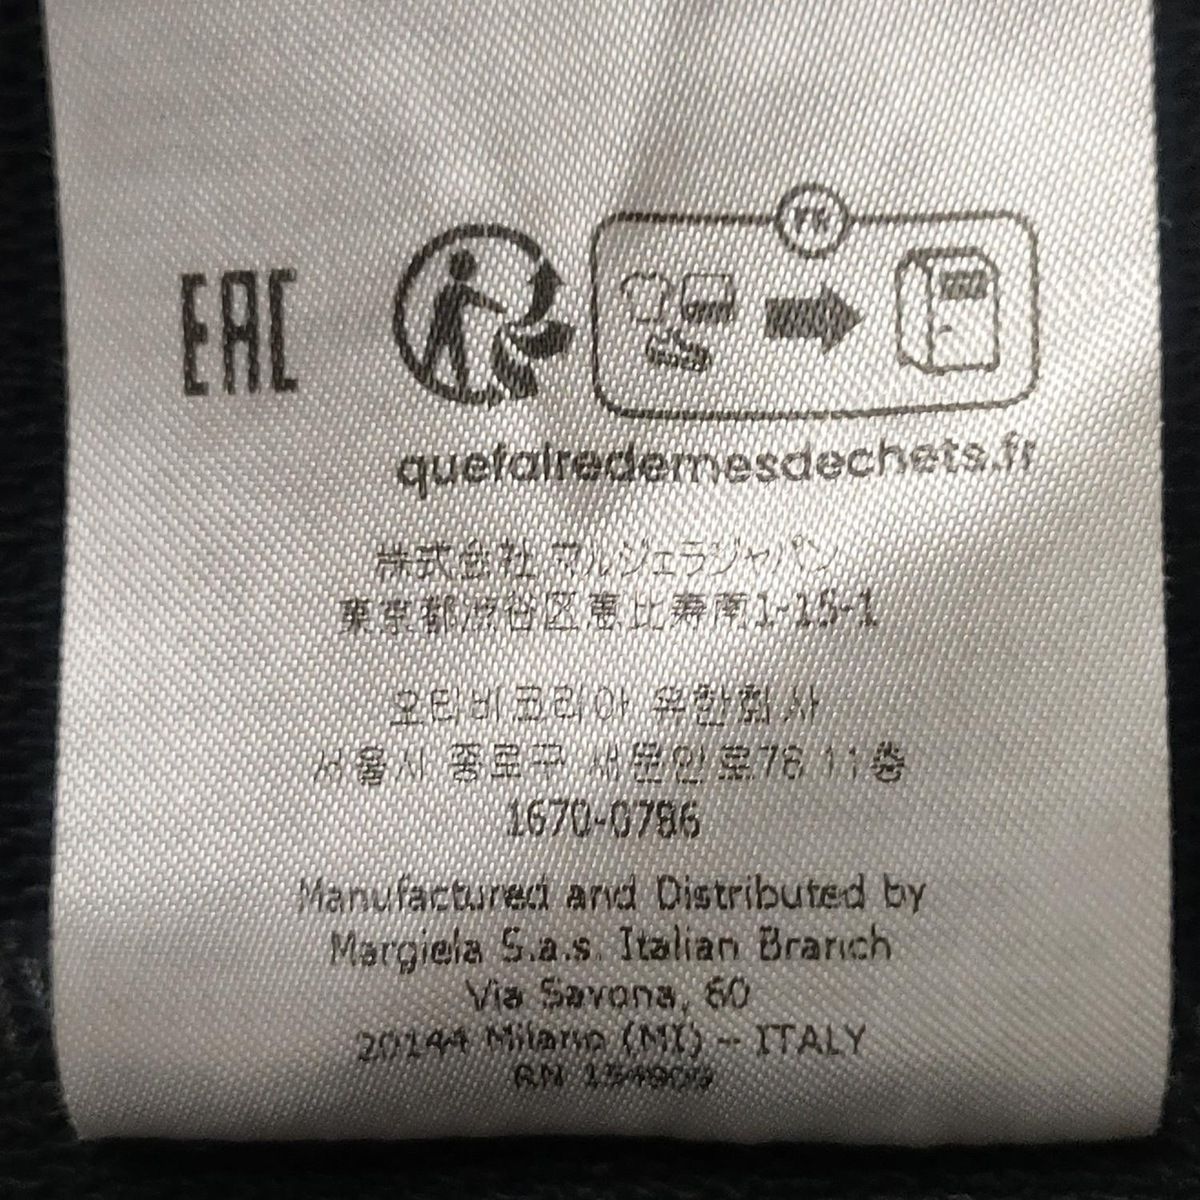 FR
EAC
quefairedemesdechets.fr
株式会社 マルジェラジャパン
東京都渋谷区恵比寿南1-15-1
오티비코리아 유한회사
서울시 종로구 새문안로76 11층
1670-0786
Manufactured and Distributed by
Margiela S.a.s. Italian Branch
Via Savona, 60
20144 Milano (MI) - ITALY
RN